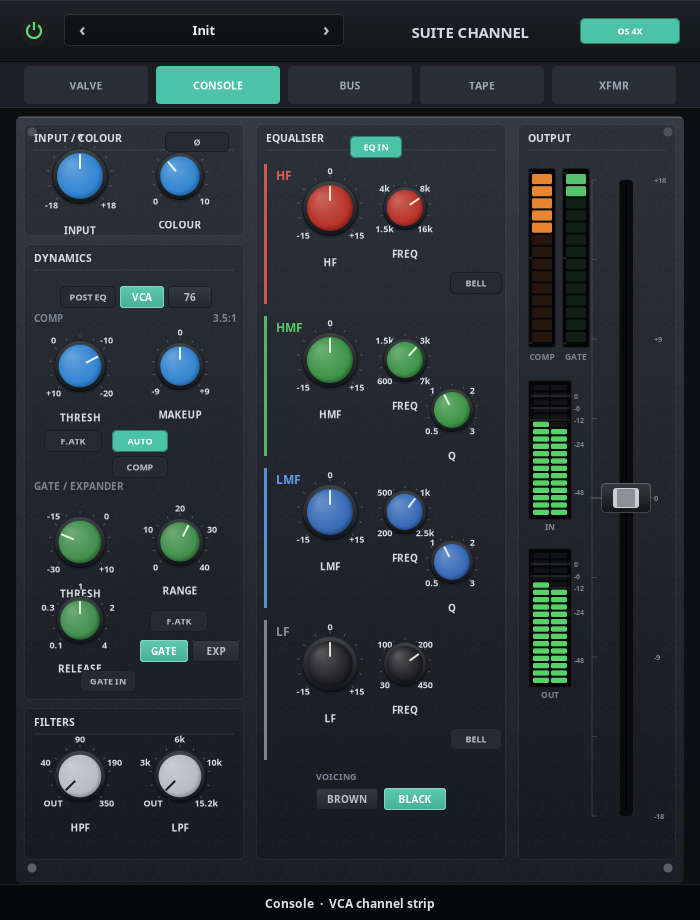 ‹ Init › SUITE CHANNEL OS 4X
VALVE CONSOLE BUS TAPE XFMR
INPUT / COLOUR
0
Ø
-18 +18 0 10
INPUT COLOUR
DYNAMICS
POST EQ VCA 76
COMP 3.5:1
0 -10 0
+10 -20 -9 +9
THRESH MAKEUP
F.ATK AUTO
COMP
GATE / EXPANDER
-15 0 20
10 30
-30 +10 0 40
THRESH RANGE
1
0.3 2
F.ATK
0.1 4
GATE EXP
RELEASE
GATE IN
FILTERS
90 6k
40 190 3k 10k
OUT 350 OUT 15.2k
HPF LPF
EQUALISER
EQ IN
HF
0
4k 8k
-15 +15 1.5k 16k
HF FREQ
BELL
HMF
0
1.5k 3k
-15 +15 600 7k
HMF FREQ
1 2
0.5 3
Q
LMF
0
500 1k
-15 +15 200 2.5k
LMF FREQ
1 2
0.5 3
Q
LF
0
100 200
-15 +15 30 450
LF FREQ
BELL
VOICING
BROWN BLACK
OUTPUT
+18
+9
COMP GATE
0
-6
-12
-24
-48
IN
0
0
-6
-12
-48
OUT
-9
-18
Console · VCA channel strip